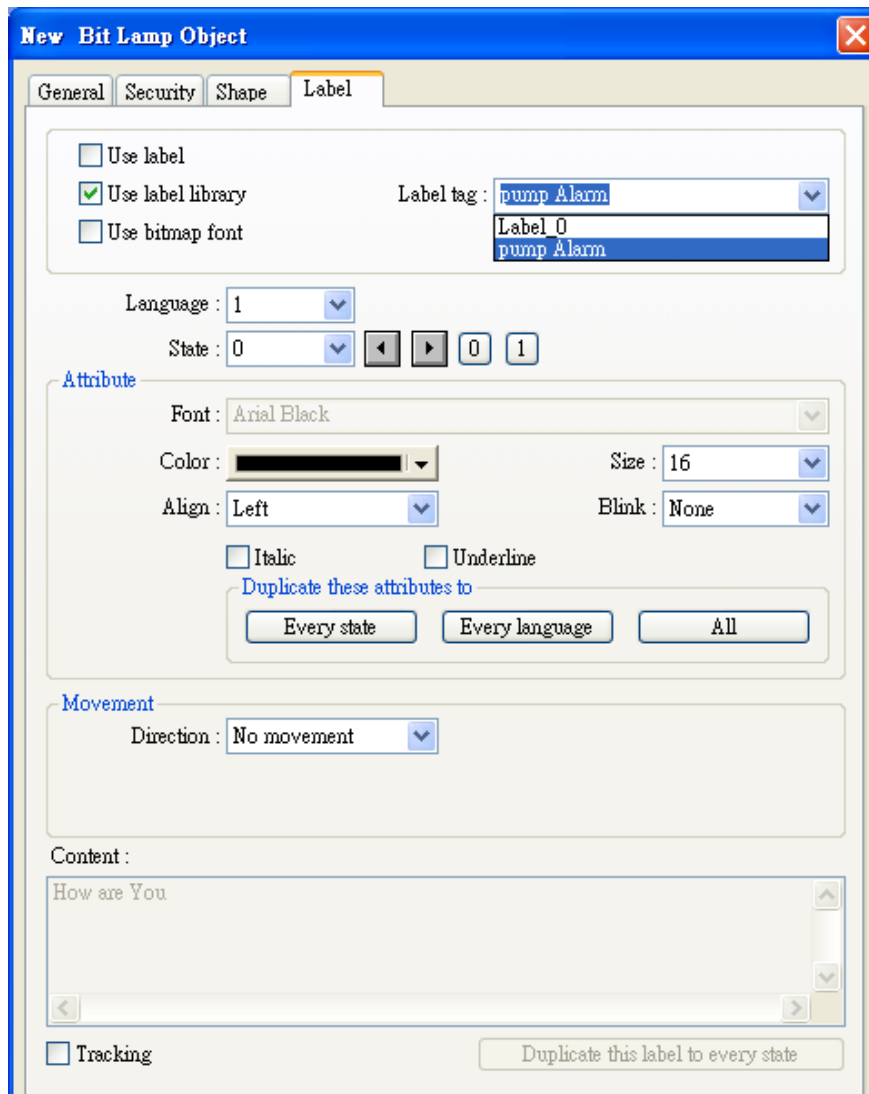 New Bit Lamp Object
General Security Shape Label
Use label
Use label library Label tag : pump Alarm
Use bitmap font Label_0
pump Alarm
Language : 1
State : 0 0 1
Attribute
Font : Arial Black
Color : Size : 16
Align : Left Blink : None
Italic Underline
Duplicate these attributes to
Every state Every language All
Movement
Direction : No movement
Content :
How are You
Tracking Duplicate this label to every state